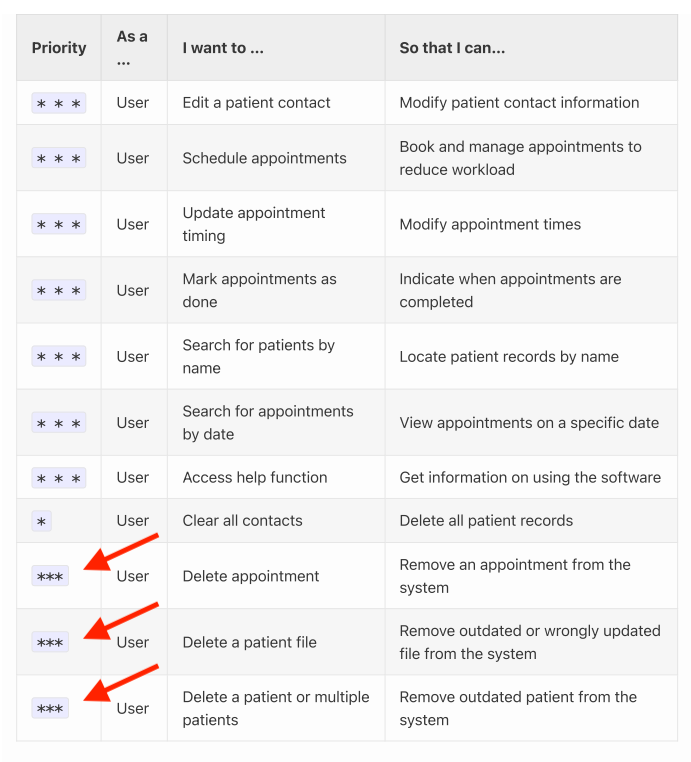 Priority As a ... I want to ... So that I can...
* * * User Edit a patient contact Modify patient contact information
* * * User Schedule appointments Book and manage appointments to reduce workload
* * * User Update appointment timing Modify appointment times
* * * User Mark appointments as done Indicate when appointments are completed
* * * User Search for patients by name Locate patient records by name
* * * User Search for appointments by date View appointments on a specific date
* * * User Access help function Get information on using the software
* User Clear all contacts Delete all patient records
*** User Delete appointment Remove an appointment from the system
*** User Delete a patient file Remove outdated or wrongly updated file from the system
*** User Delete a patient or multiple patients Remove outdated patient from the system